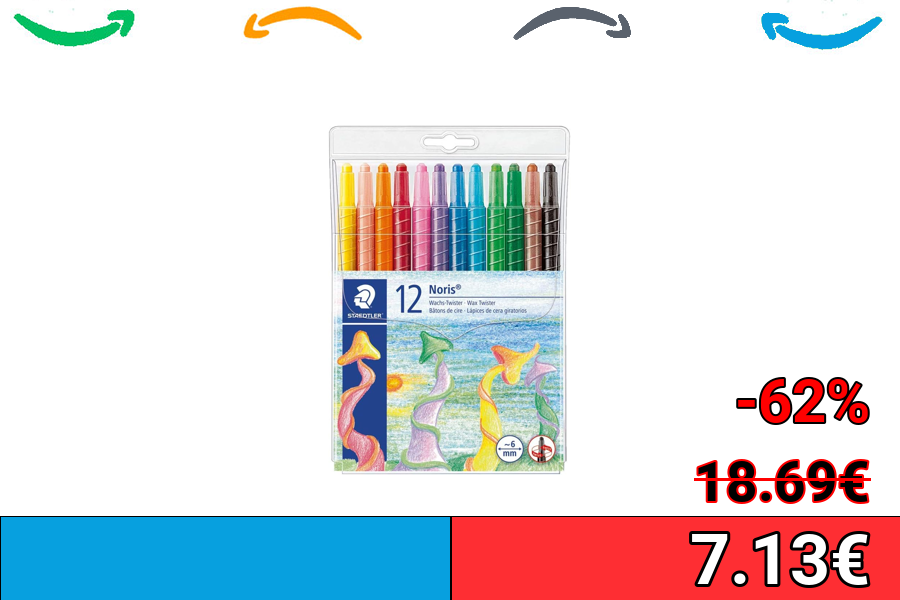 STAEDTLER
12
Noris®
Wachs-Twister · Wax Twister
Bâtons de cire · Lápices de cera giratorios
~6
mm
-62%
18.69€
7.13€